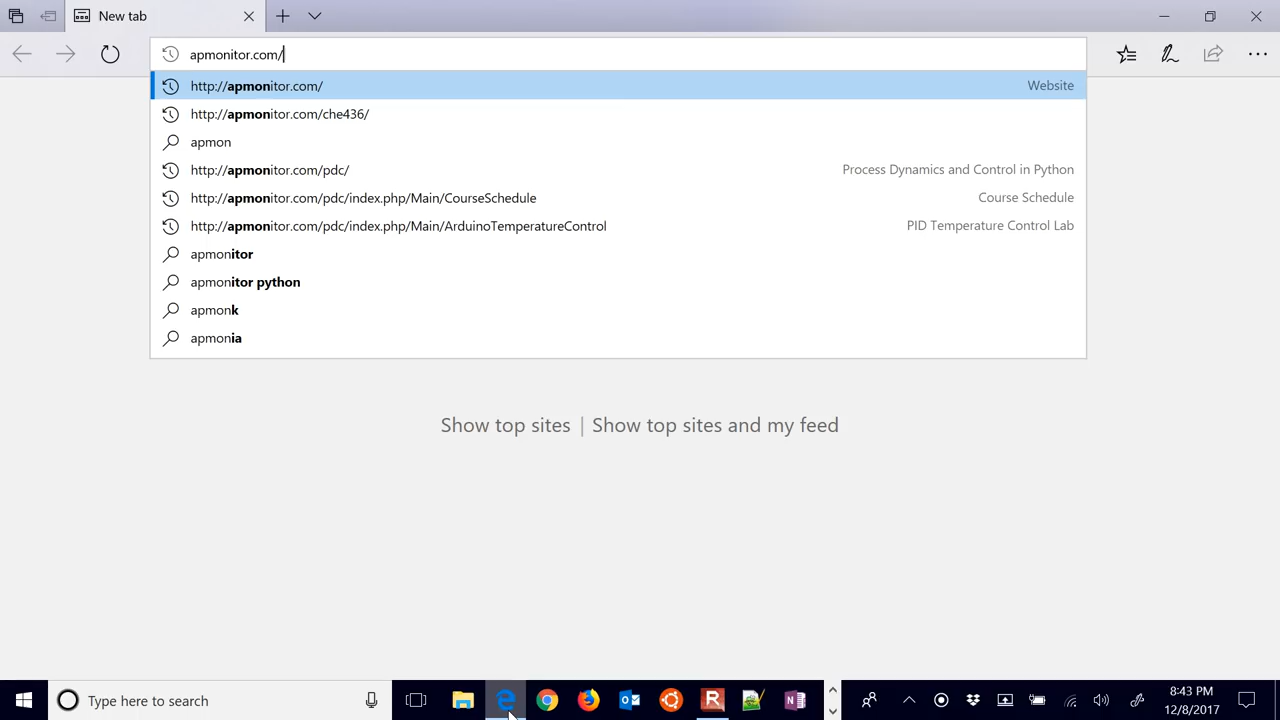 New tab
apmonitor.com/
http://apmonitor.com/ Website
http://apmonitor.com/che436/
apmon
http://apmonitor.com/pdc/ Process Dynamics and Control in Python
http://apmonitor.com/pdc/index.php/Main/CourseSchedule Course Schedule
http://apmonitor.com/pdc/index.php/Main/ArduinoTemperatureControl PID Temperature Control Lab
apmonitor
apmonitor python
apmonk
apmonia
Show top sites | Show top sites and my feed
Type here to search
8:43 PM
12/8/2017